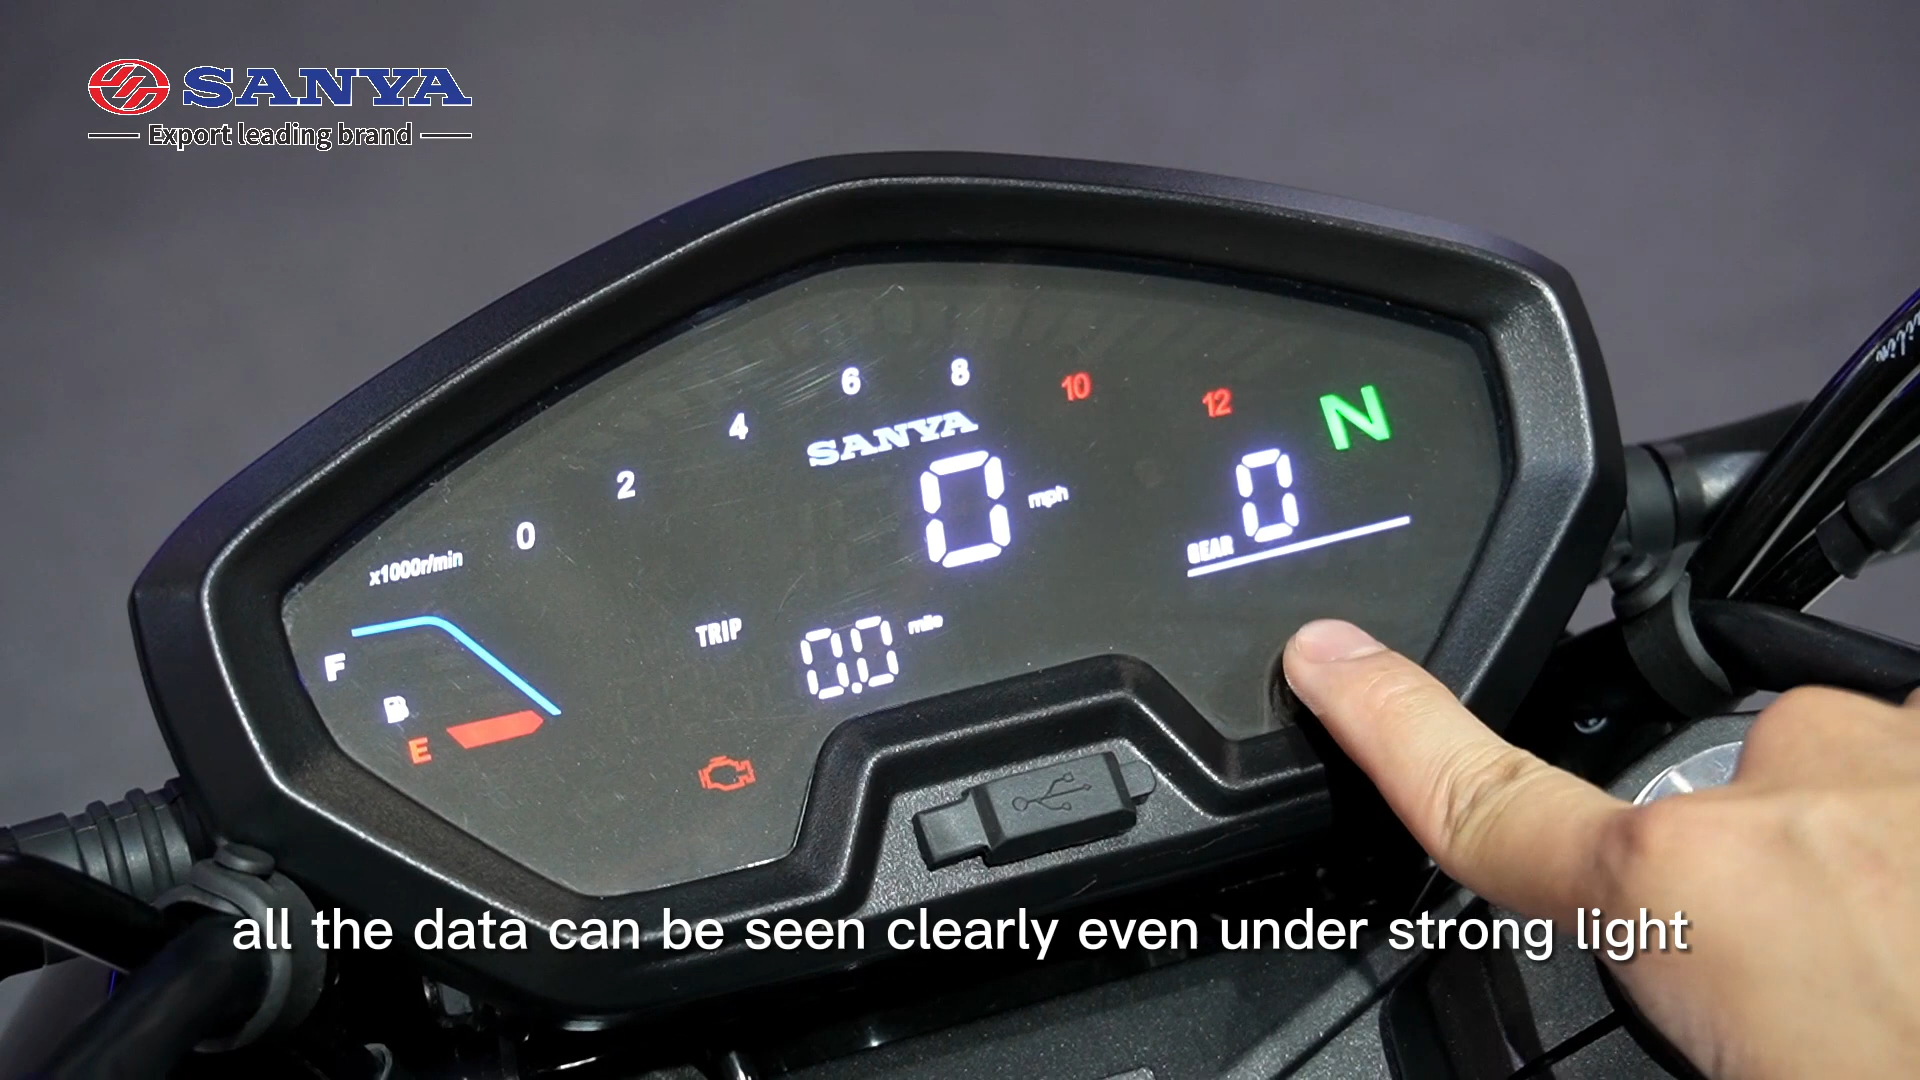 SANYA
Export leading brand
6 8 10 12
4
SANYA
N
2
0 mph
0
GEAR
0
x1000r/min
TRIP 0.0 mile
F
E
all the data can be seen clearly even under strong light